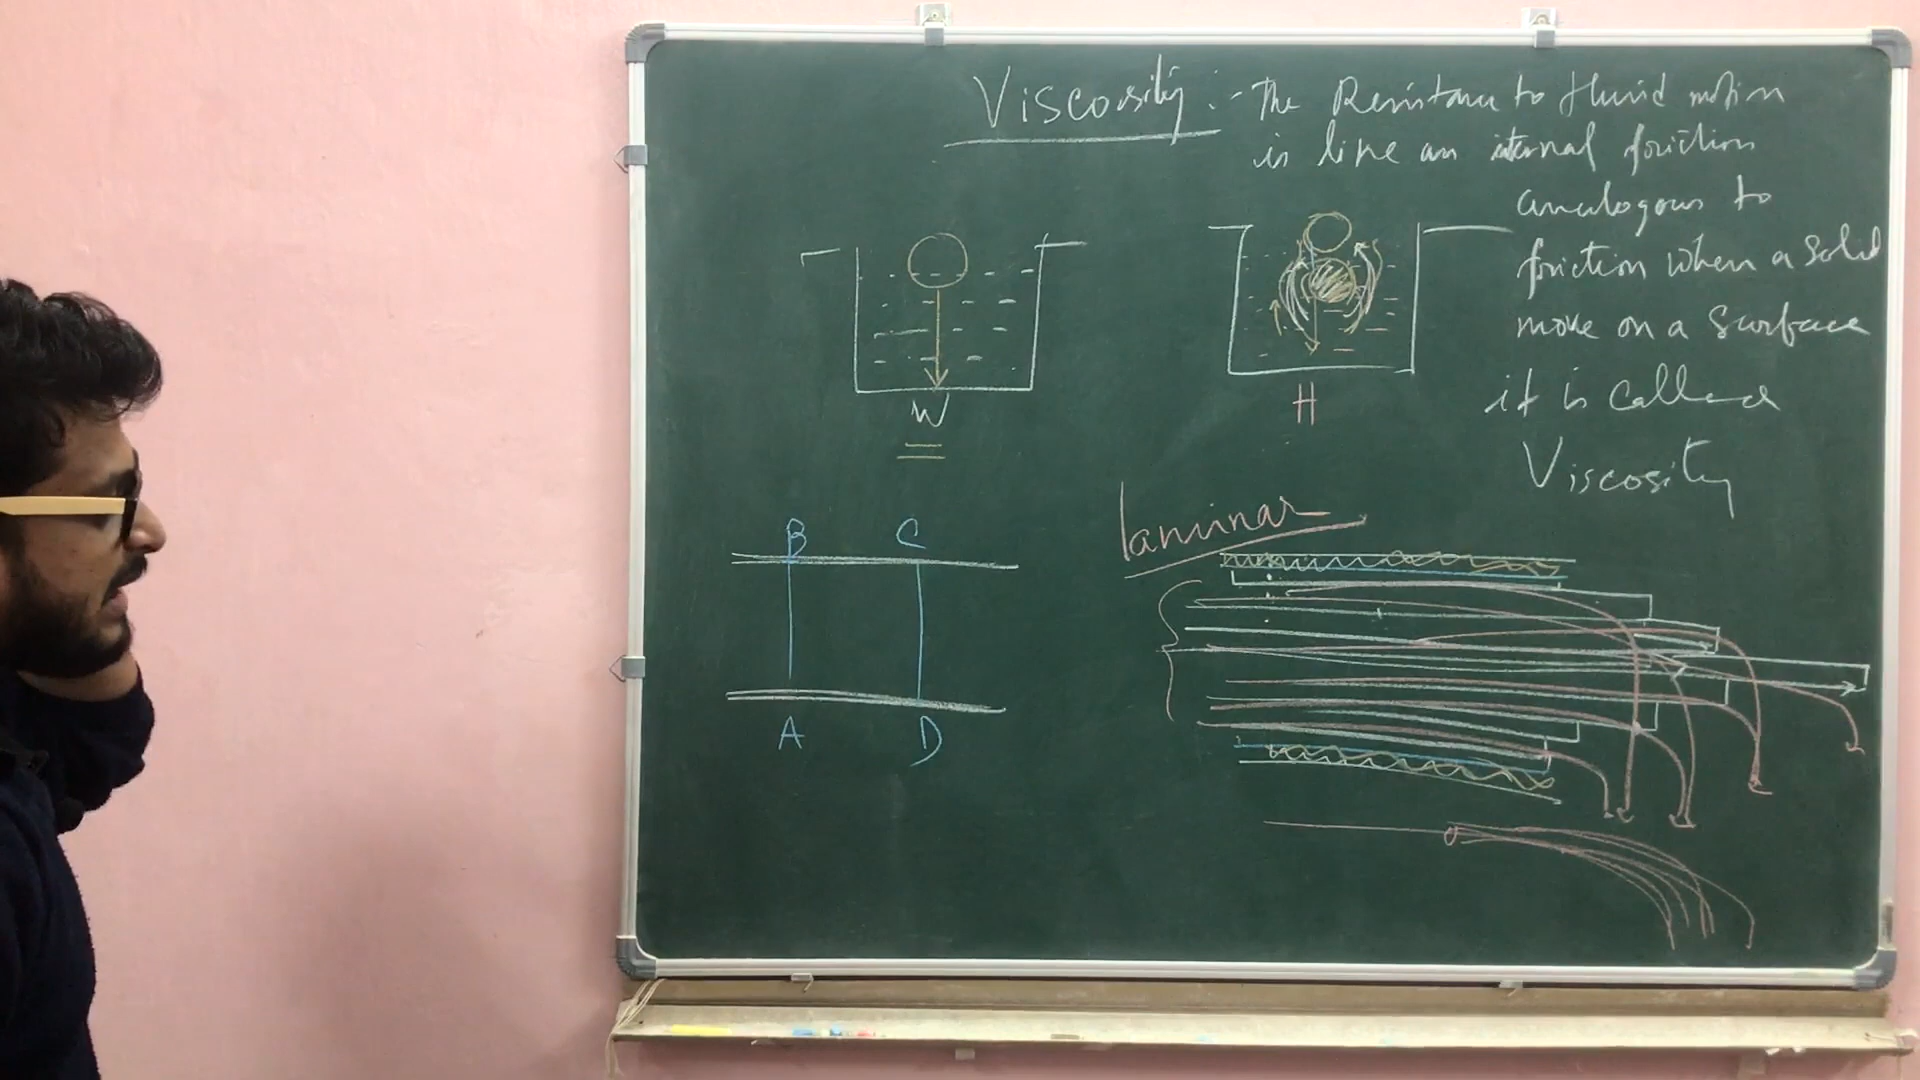 Viscosity :- The Resistance to fluid motion
is like an internal friction
analogous to
friction when a solid
move on a surface
it is called
Viscosity
W
H
laminar
B C
A D